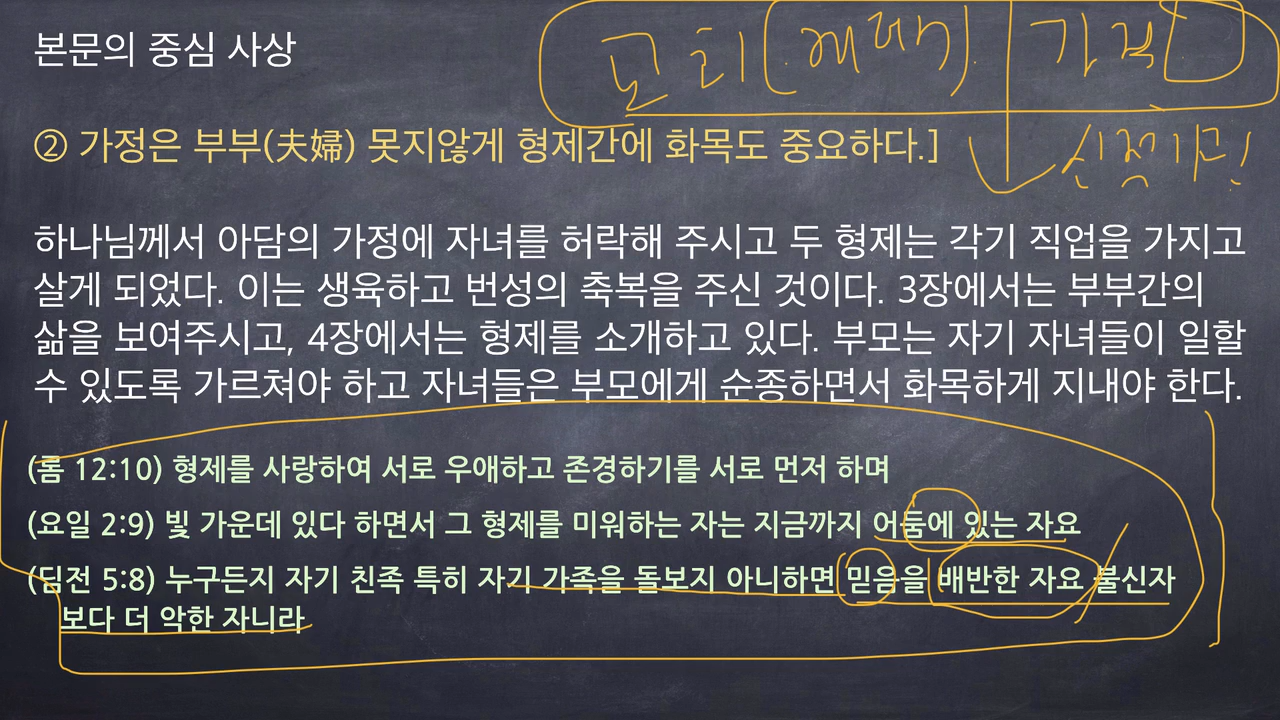 본문의 중심 사상
교회 (예배) 가정
② 가정은 부부(夫婦) 못지않게 형제간에 화목도 중요하다.]
하나님께서 아담의 가정에 자녀를 허락해 주시고 두 형제는 각기 직업을 가지고
살게 되었다. 이는 생육하고 번성의 축복을 주신 것이다. 3장에서는 부부간의
삶을 보여주시고, 4장에서는 형제를 소개하고 있다. 부모는 자기 자녀들이 일할
수 있도록 가르쳐야 하고 자녀들은 부모에게 순종하면서 화목하게 지내야 한다.
(롬 12:10) 형제를 사랑하여 서로 우애하고 존경하기를 서로 먼저 하며
(요일 2:9) 빛 가운데 있다 하면서 그 형제를 미워하는 자는 지금까지 어둠에 있는 자요
(딤전 5:8) 누구든지 자기 친족 특히 자기 가족을 돌보지 아니하면 믿음을 배반한 자요 불신자
보다 더 악한 자니라